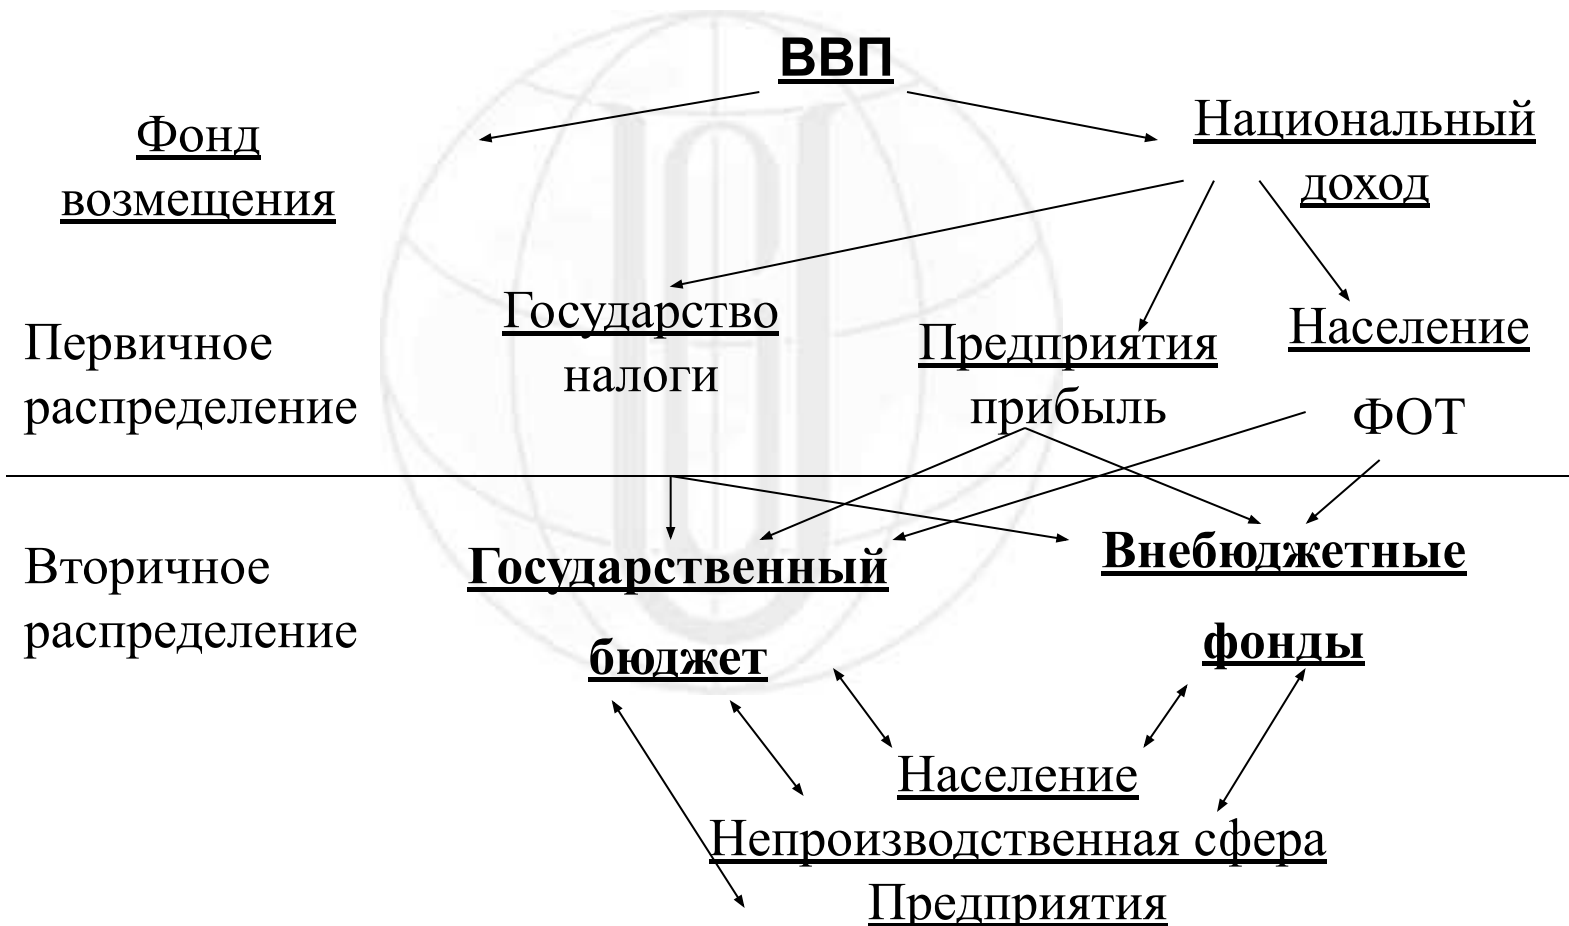 ВВП
Фонд
возмещения
Национальный
доход
Первичное
распределение
Государство
налоги
Предприятия
прибыль
Население
ФОТ
Вторичное
распределение
Государственный
бюджет
Внебюджетные
фонды
Население
Непроизводственная сфера
Предприятия